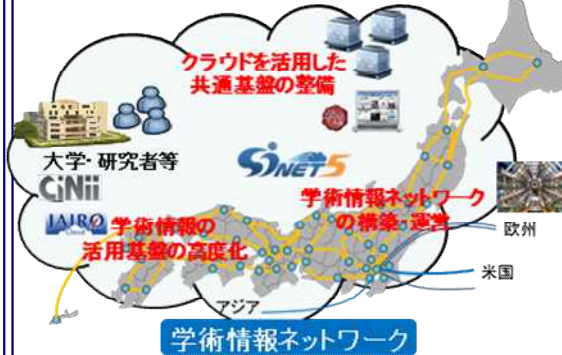 クラウドを活用した
共通基盤の整備
大学・研究者等
CiNii
SINET5
JAIRO
Cloud
学術情報の
活用基盤の高度化
学術情報ネットワーク
の構築・運営
欧州
米国
アジア
学術情報ネットワーク